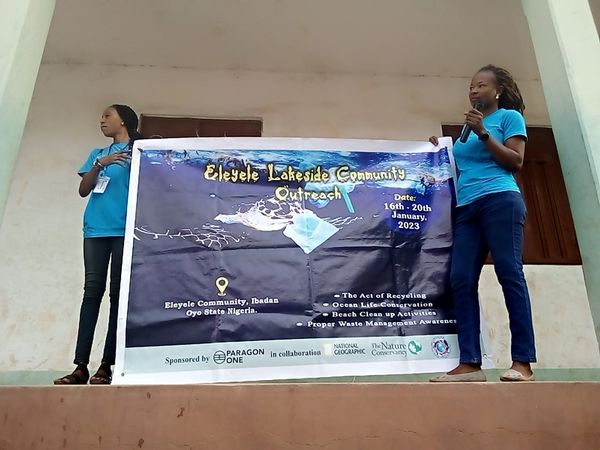 Eleyele Lakeside Community
Outreach
Date:
16th - 20th
January,
2023
Eleyele Community, Ibadan
Oyo State Nigeria.
- The Act of Recycling
- Ocean Life Conservation
- Beach Clean up Activities
- Proper Waste Management Awarenes
Sponsored by PARAGON ONE in collaboration NATIONAL GEOGRAPHIC The Nature Conservancy